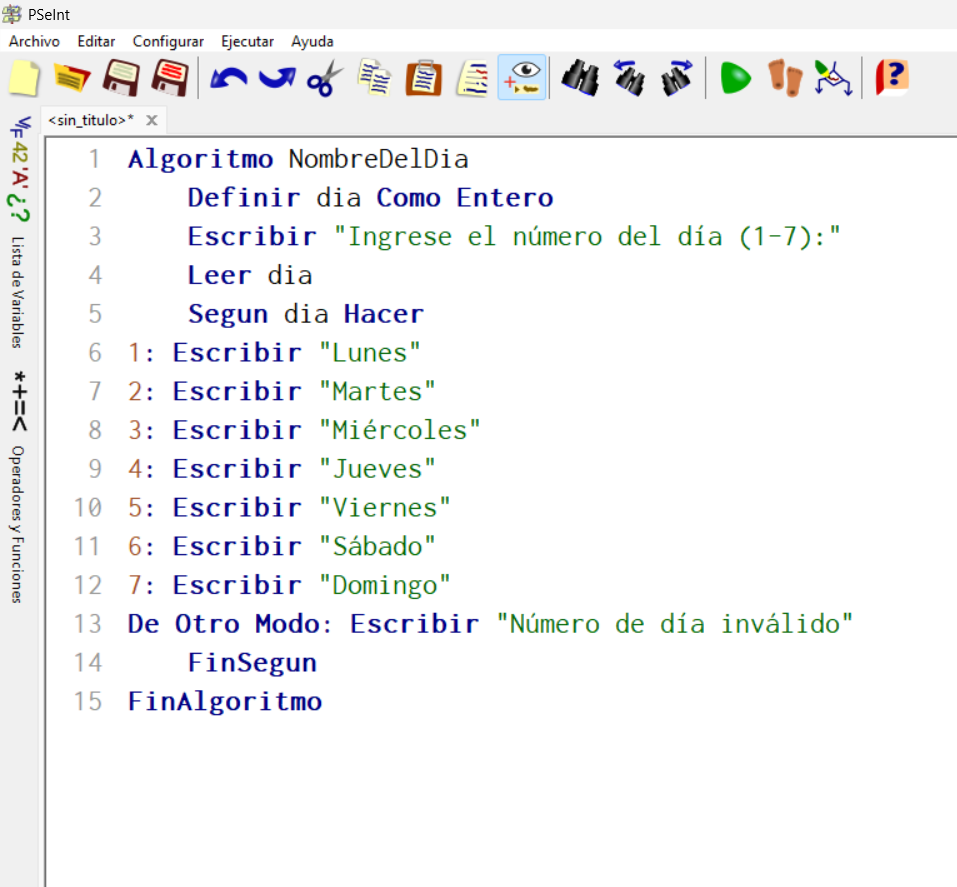 PSeInt
Archivo Editar Configurar Ejecutar Ayuda
<sin_titulo>*
1 Algoritmo NombreDelDia
2 Definir dia Como Entero
3 Escribir "Ingrese el número del día (1-7):"
4 Leer dia
5 Segun dia Hacer
6 1: Escribir "Lunes"
7 2: Escribir "Martes"
8 3: Escribir "Miércoles"
9 4: Escribir "Jueves"
10 5: Escribir "Viernes"
11 6: Escribir "Sábado"
12 7: Escribir "Domingo"
13 De Otro Modo: Escribir "Número de día inválido"
14 FinSegun
15 FinAlgoritmo
V/F 42 'A' ¿?
Lista de Variables
*+=<
Operadores y Funciones